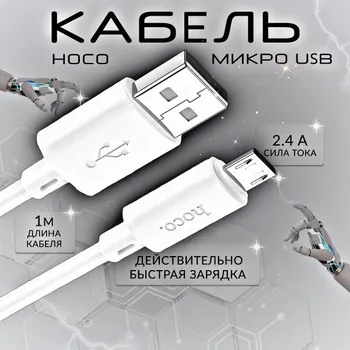 КАБЕЛЬ
HOCO
МИКРО USB
2.4 А
СИЛА ТОКА
hoco.
1М
ДЛИНА
КАБЕЛЯ
ДЕЙСТВИТЕЛЬНО
БЫСТРАЯ ЗАРЯДКА